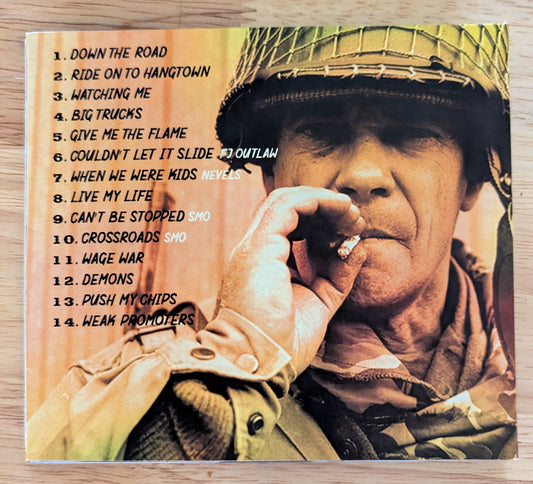 1. DOWN THE ROAD
2. RIDE ON TO HANGTOWN
3. WATCHING ME
4. BIG TRUCKS
5. GIVE ME THE FLAME
6. COULDN'T LET IT SLIDE FJ OUTLAW
7. WHEN WE WERE KIDS NEVELS
8. LIVE MY LIFE
9. CAN'T BE STOPPED SMO
10. CROSSROADS SMO
11. WAGE WAR
12. DEMONS
13. PUSH MY CHIPS
14. WEAK PROMOTERS